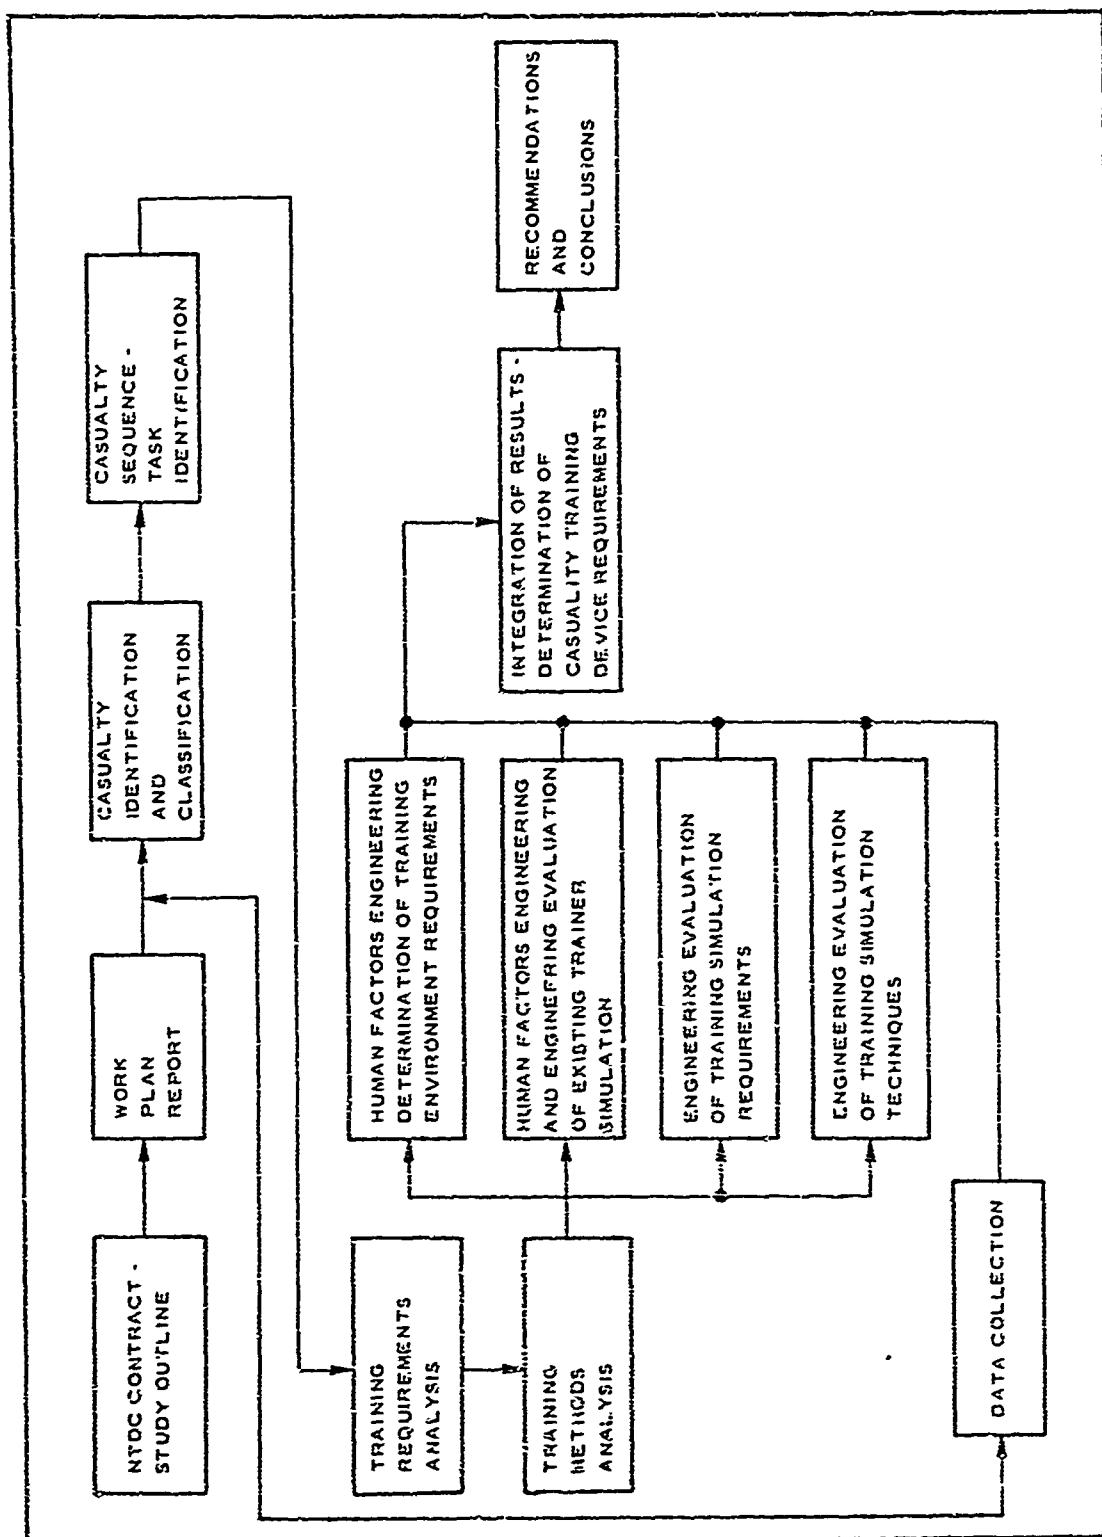 NTDC CONTRACT -
STUDY OUTLINE
WORK
PLAN
REPORT
CASUALTY
IDENTIFICATION
AND
CLASSIFICATION
CASUALTY
SEQUENCE -
TASK
IDENTIFICATION
TRAINING
REQUIREMENTS
ANALYSIS
TRAINING
METHODS
ANALYSIS
HUMAN FACTORS ENGINEERING
DETERMINATION OF TRAINING
ENVIRONMENT REQUIREMENTS
HUMAN FACTORS ENGINEERING
AND ENGINEERING EVALUATION
OF EXISTING TRAINER
SIMULATION
ENGINEERING EVALUATION
OF TRAINING SIMULATION
REQUIREMENTS
ENGINEERING EVALUATION
OF TRAINING SIMULATION
TECHNIQUES
INTEGRATION OF RESULTS -
DETERMINATION OF
CASUALITY TRAINING
DEVICE REQUIREMENTS
RECOMMENDATIONS
AND
CONCLUSIONS
DATA COLLECTION